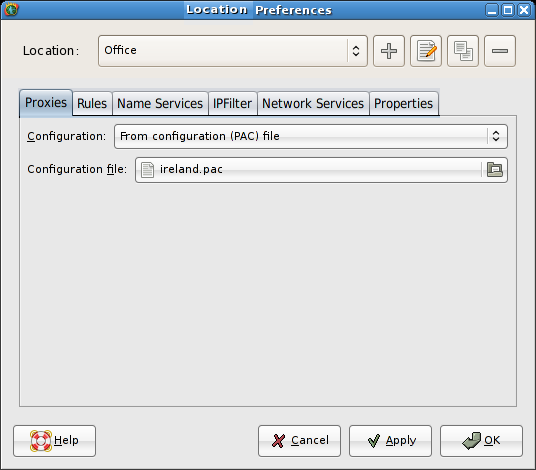 Location Preferences
Location: Office
Proxies Rules Name Services IPFilter Network Services Properties
Configuration: From configuration (PAC) file
Configuration file: ireland.pac
Help Cancel Apply OK